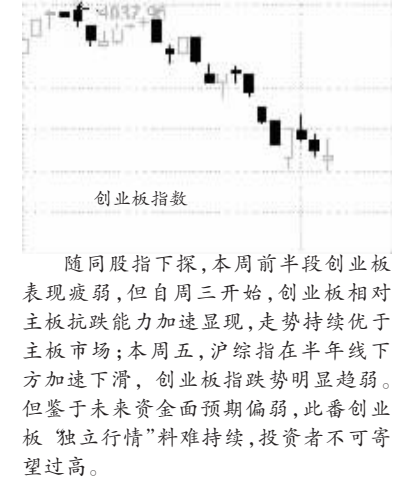 4037.96
创业板指数
随同股指下探,本周前半段创业板
表现疲弱,但自周三开始,创业板相对
主板抗跌能力加速显现,走势持续优于
主板市场;本周五,沪综指在半年线下
方加速下滑, 创业板指跌势明显趋弱。
但鉴于未来资金面预期偏弱,此番创业
板“独立行情”料难持续,投资者不可寄
望过高。